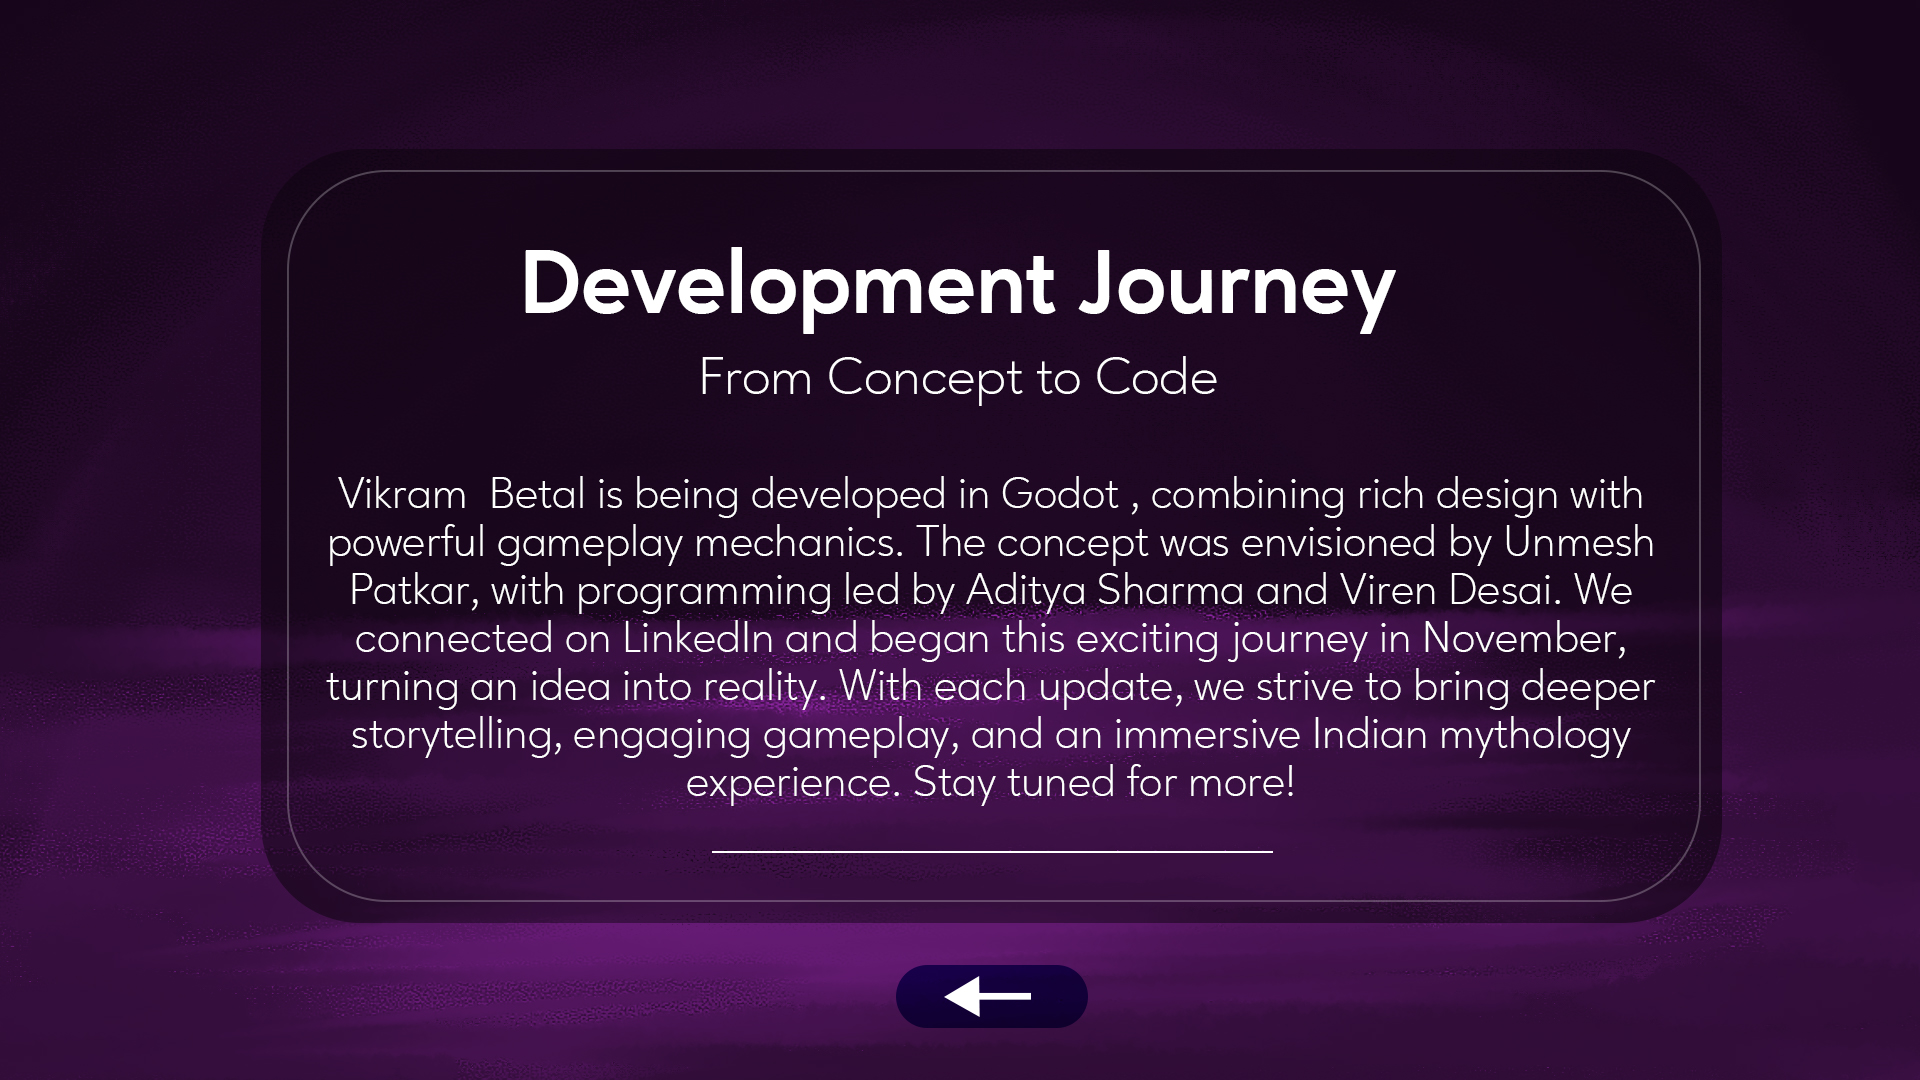 Development Journey
From Concept to Code
Vikram  Betal is being developed in Godot , combining rich design with
powerful gameplay mechanics. The concept was envisioned by Unmesh
Patkar, with programming led by Aditya Sharma and Viren Desai. We
connected on LinkedIn and began this exciting journey in November,
turning an idea into reality. With each update, we strive to bring deeper
storytelling, engaging gameplay, and an immersive Indian mythology
experience. Stay tuned for more!